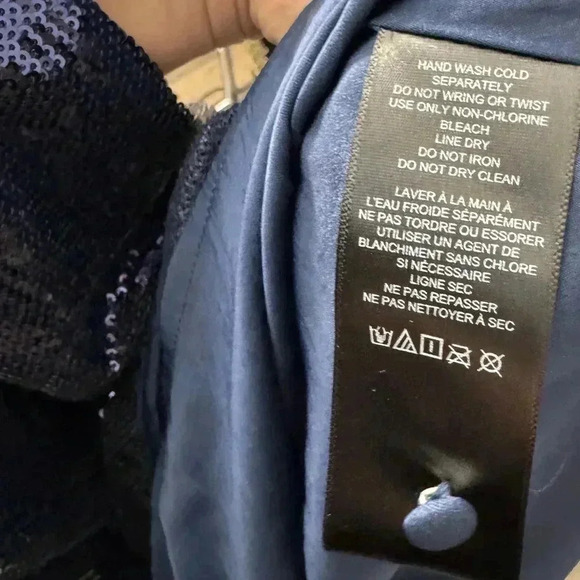 HAND WASH COLD
SEPARATELY
DO NOT WRING OR TWIST
USE ONLY NON-CHLORINE
BLEACH
LINE DRY
DO NOT IRON
DO NOT DRY CLEAN
LAVER À LA MAIN À
L'EAU FROIDE SÉPARÉMENT
NE PAS TORDRE OU ESSORER
UTILISER UN AGENT DE
BLANCHIMENT SANS CHLORE
SI NÉCESSAIRE
LIGNE SEC
NE PAS REPASSER
NE PAS NETTOYER À SEC